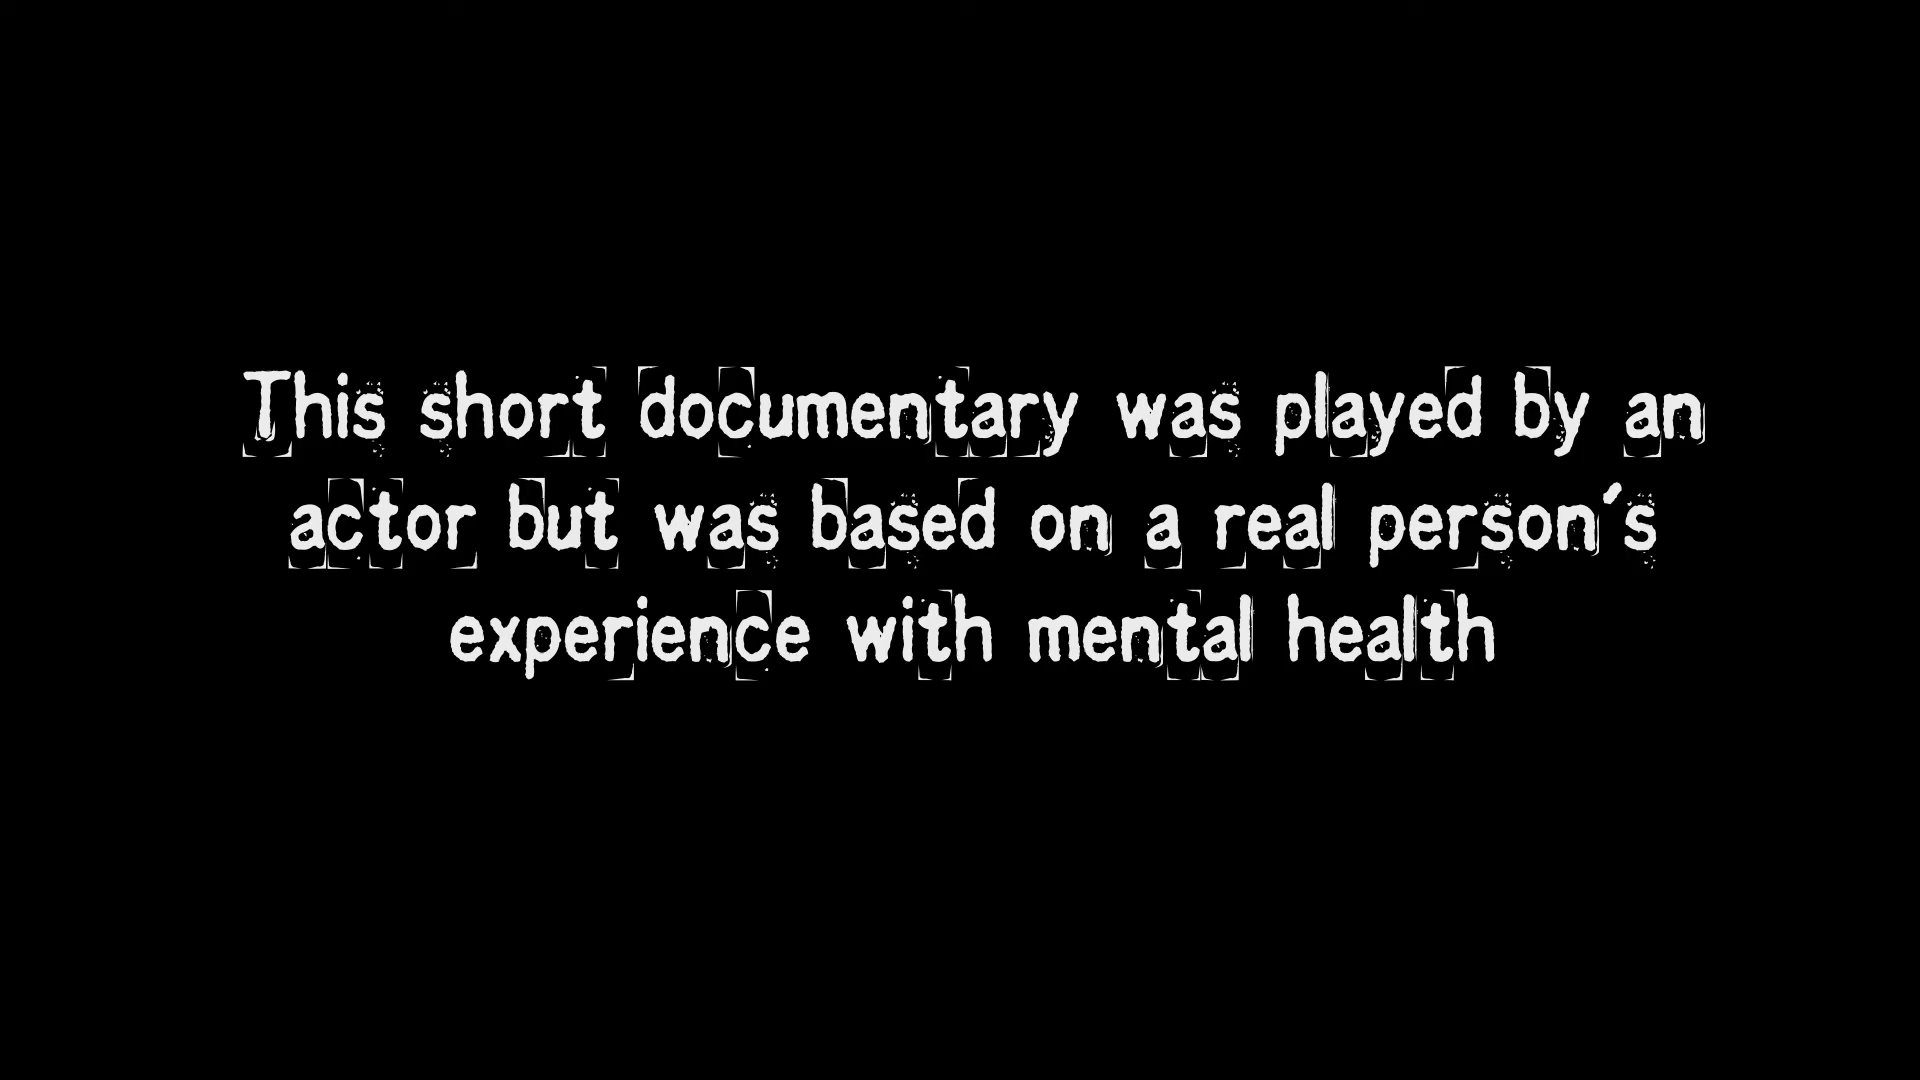 This short documentary was played by an
actor but was based on a real person's
experience with mental health